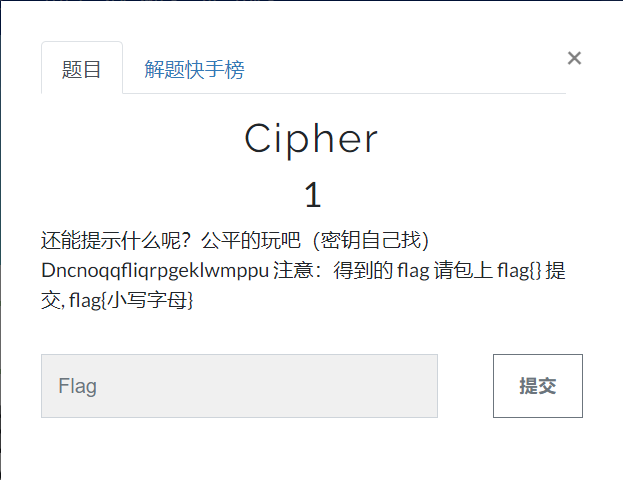 题目 解题快手榜 ×
Cipher
1
还能提示什么呢？公平的玩吧（密钥自己找）
Dncnoqqfliqrpgeklwmppu 注意：得到的 flag 请包上 flag{} 提
交, flag{小写字母}
Flag 提交